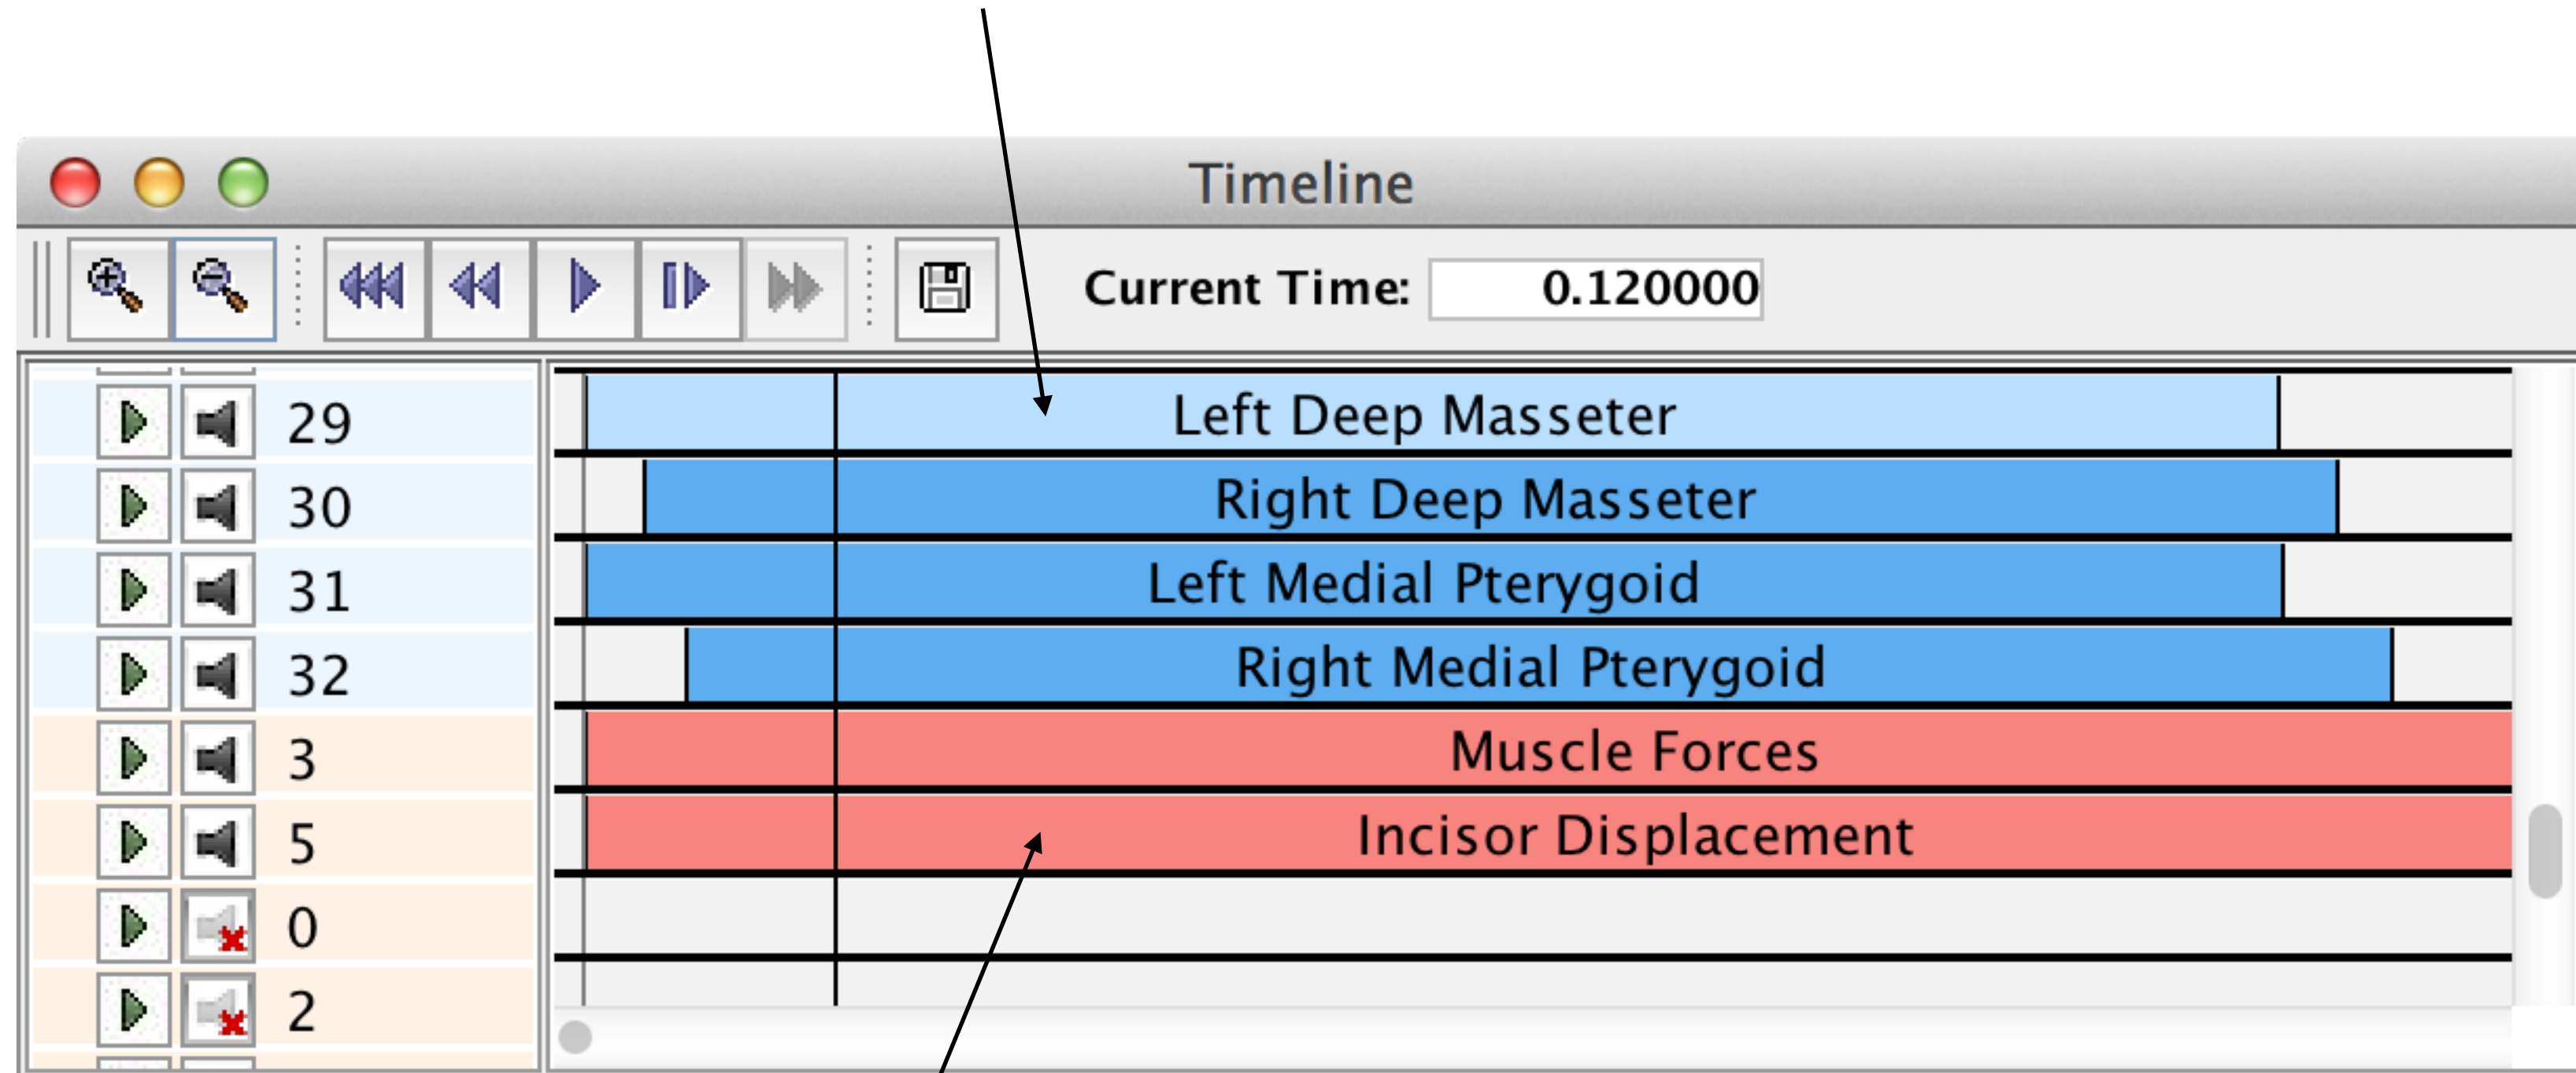 Timeline
Current Time: 0.120000
29 Left Deep Masseter
30 Right Deep Masseter
31 Left Medial Pterygoid
32 Right Medial Pterygoid
3 Muscle Forces
5 Incisor Displacement
0
2